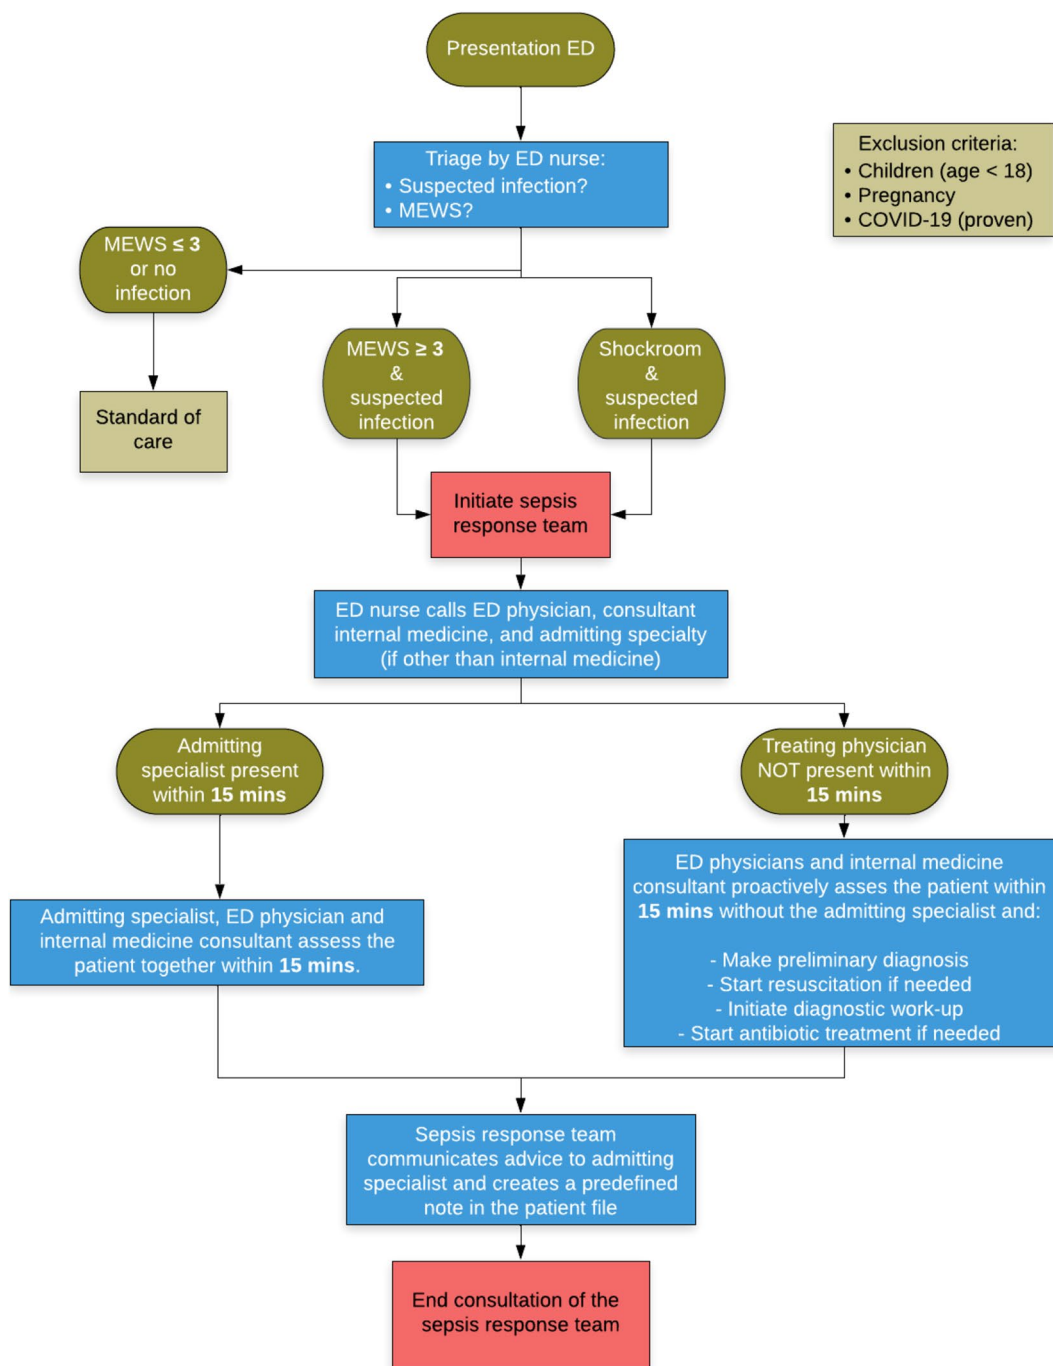 Presentation ED
Triage by ED nurse:
• Suspected infection?
• MEWS?
Exclusion criteria:
• Children (age < 18)
• Pregnancy
• COVID-19 (proven)
MEWS ≤ 3
or no
infection
MEWS ≥ 3
&
suspected
infection
Shockroom
&
suspected
infection
Standard of
care
Initiate sepsis
response team
ED nurse calls ED physician, consultant
internal medicine, and admitting specialty
(if other than internal medicine)
Admitting
specialist present
within 15 mins
Treating physician
NOT present within
15 mins
Admitting specialist, ED physician and
internal medicine consultant assess the
patient together within 15 mins.
ED physicians and internal medicine
consultant proactively asses the patient within
15 mins without the admitting specialist and:
- Make preliminary diagnosis
- Start resuscitation if needed
- Initiate diagnostic work-up
- Start antibiotic treatment if needed
Sepsis response team
communicates advice to admitting
specialist and creates a predefined
note in the patient file
End consultation of the
sepsis response team